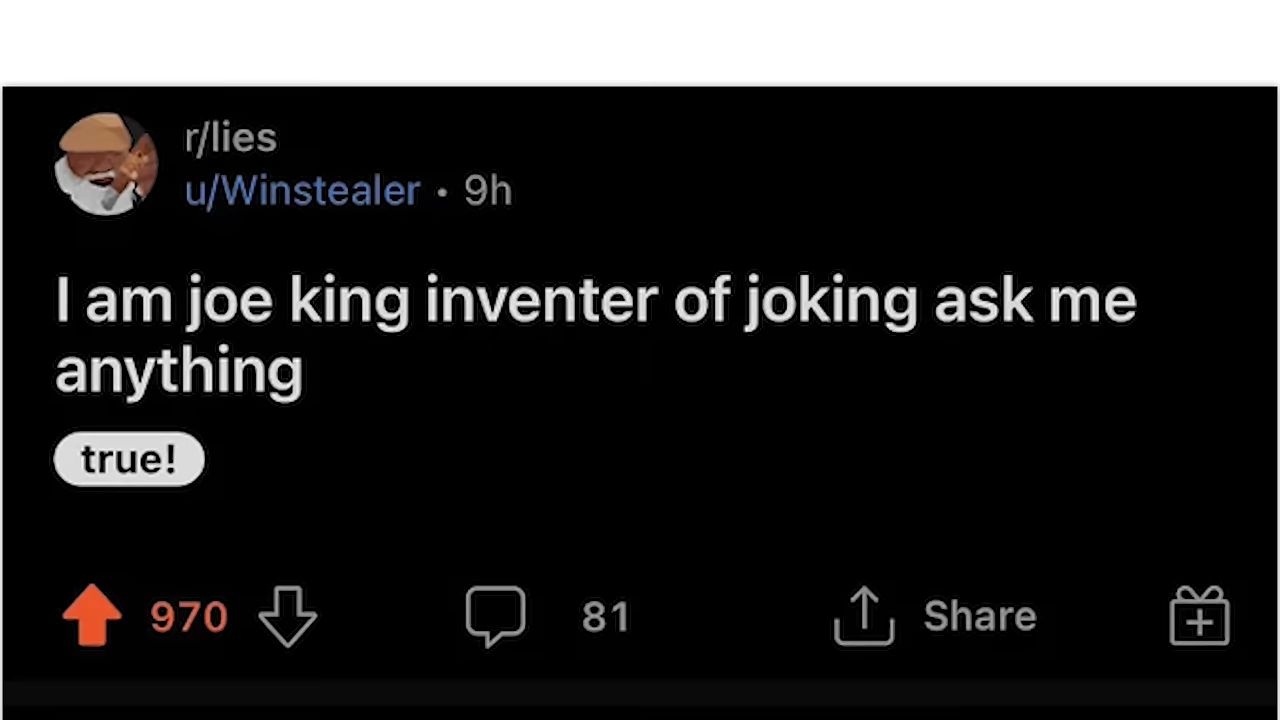 r/lies
u/Winstealer • 9h
I am joe king inventer of joking ask me
anything
true!
970 81 Share